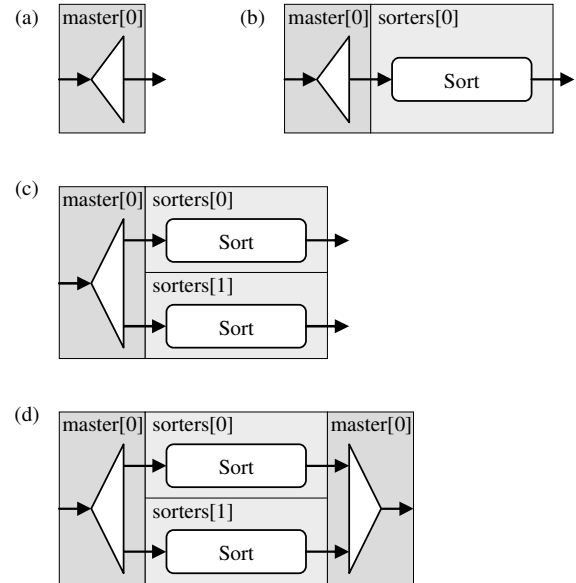 (a) master[0]
(b) master[0] sorters[0]
Sort
(c) master[0] sorters[0]
Sort
sorters[1]
Sort
(d) master[0] sorters[0] master[0]
Sort
sorters[1]
Sort